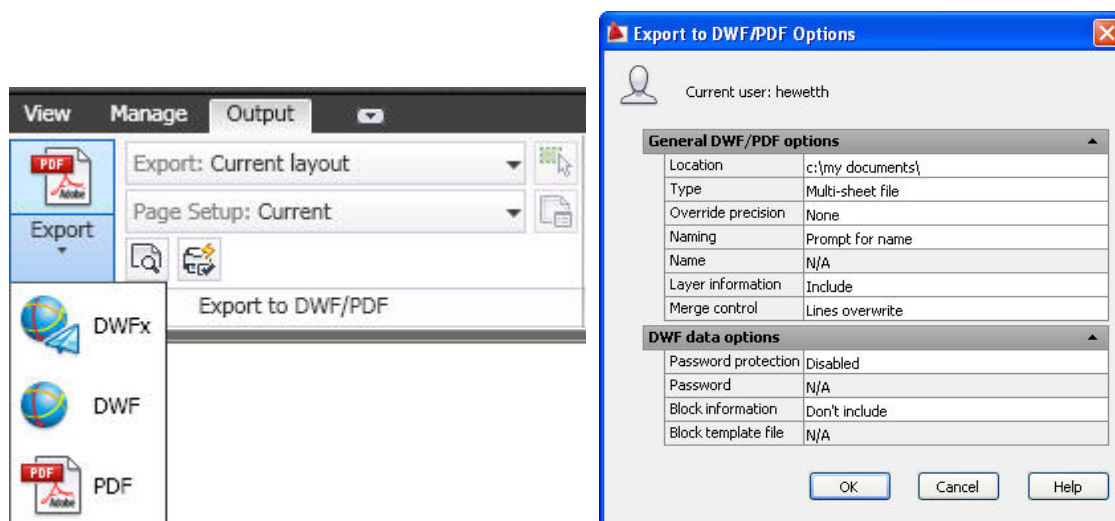 View Manage Output
PDF
Adobe
Export: Current layout
Page Setup: Current
Export
Export to DWF/PDF
DWFx
DWF
PDF
Adobe
PDF
Export to DWF/PDF Options
Current user: hewetth
General DWF/PDF options
Location c:\my documents\
Type Multi-sheet file
Override precision None
Naming Prompt for name
Name N/A
Layer information Include
Merge control Lines overwrite
DWF data options
Password protection Disabled
Password N/A
Block information Don't include
Block template file N/A
OK Cancel Help